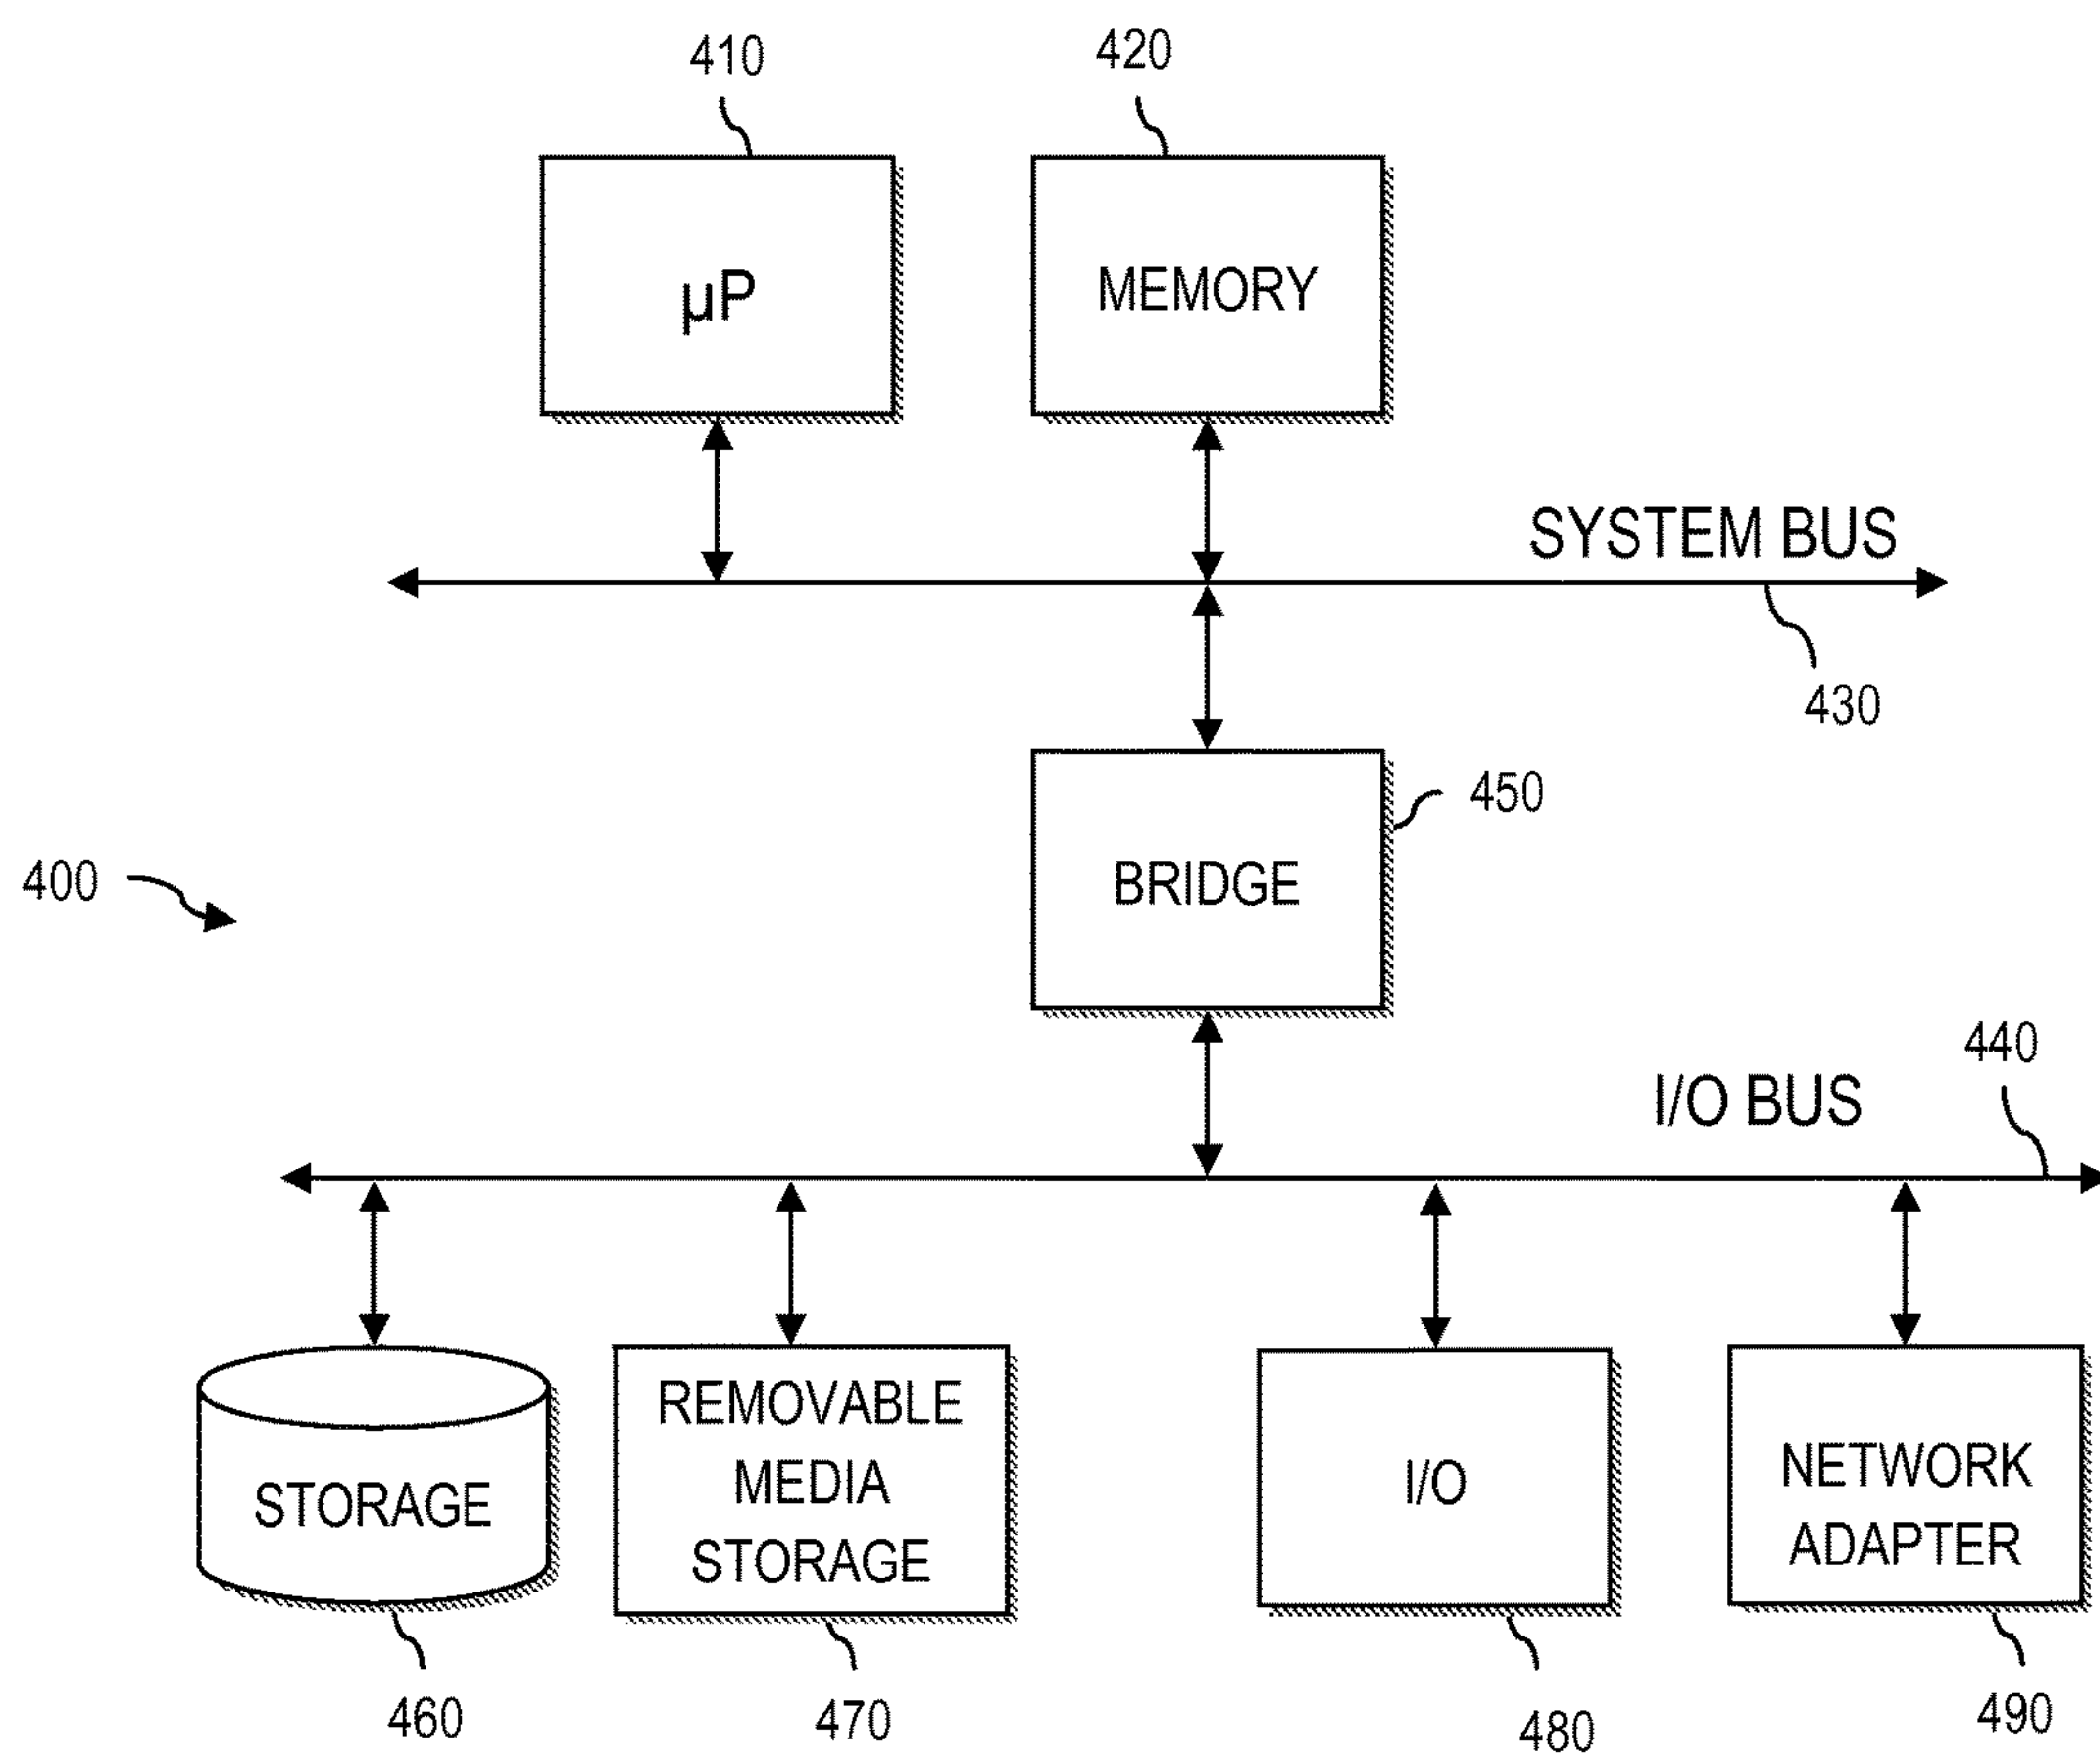 410
420
µP
MEMORY
SYSTEM BUS
430
450
BRIDGE
400
440
I/O BUS
STORAGE
REMOVABLE
MEDIA
STORAGE
I/O
NETWORK
ADAPTER
460
470
480
490